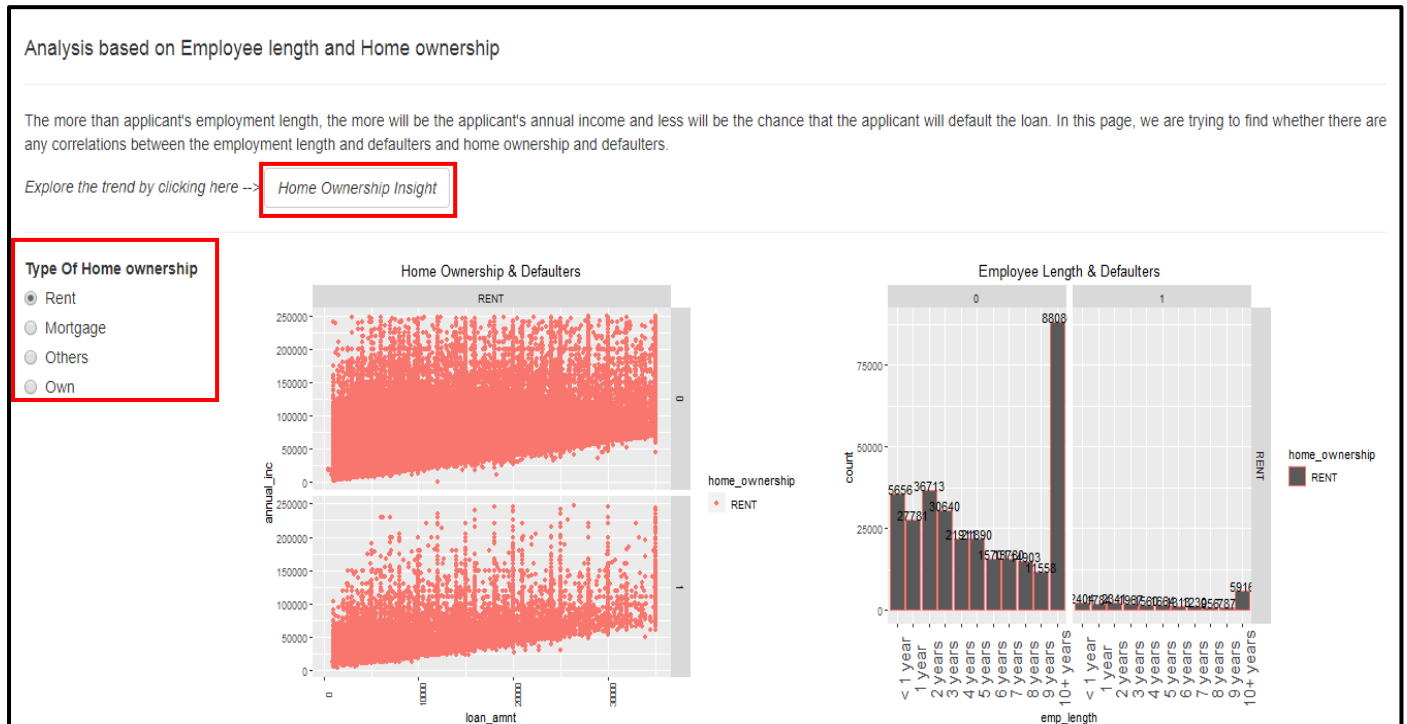 Analysis based on Employee length and Home ownership
The more than applicant's employment length, the more will be the applicant's annual income and less will be the chance that the applicant will default the loan. In this page, we are trying to find whether there are
any correlations between the employment length and defaulters and home ownership and defaulters.
Explore the trend by clicking here --> Home Ownership Insight
Type Of Home ownership
Rent
Mortgage
Others
Own
Home Ownership & Defaulters
RENT
250000
200000
150000
100000
50000
0
0
250000
200000
150000
100000
50000
0
1
annual_inc
0
10000
20000
30000
loan_amnt
home_ownership
RENT
Employee Length & Defaulters
0
1
75000
50000
25000
0
count
8808
5656
27781
36713
30640
21890
14903
11558
5916
RENT
< 1 year
1 year
2 years
3 years
4 years
5 years
6 years
7 years
8 years
9 years
10+ years
< 1 year
1 year
2 years
3 years
4 years
5 years
6 years
7 years
8 years
9 years
10+ years
emp_length
home_ownership
RENT